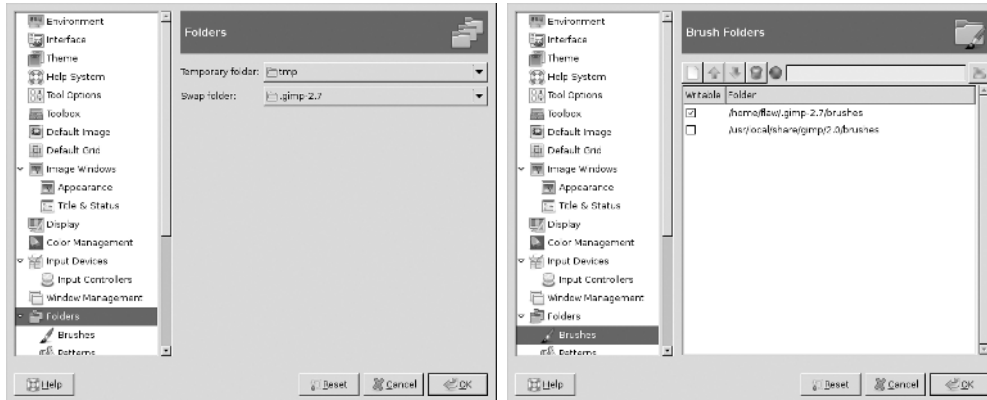 Environment
Interface
Theme
Help System
Tool Options
Toolbox
Default Image
Default Grid
Image Windows
Appearance
Title & Status
Display
Color Management
Input Devices
Input Controllers
Window Management
Folders
Brushes
Patterns
Folders
Temporary folder: tmp
Swap folder: .gimp-2.7
Help
Reset
Cancel
OK
Environment
Interface
Theme
Help System
Tool Options
Toolbox
Default Image
Default Grid
Image Windows
Appearance
Title & Status
Display
Color Management
Input Devices
Input Controllers
Window Management
Folders
Brushes
Patterns
Brush Folders
Writable Folder
/home/flaw/.gimp-2.7/brushes
/usr/local/share/gimp/2.0/brushes
Help
Reset
Cancel
OK